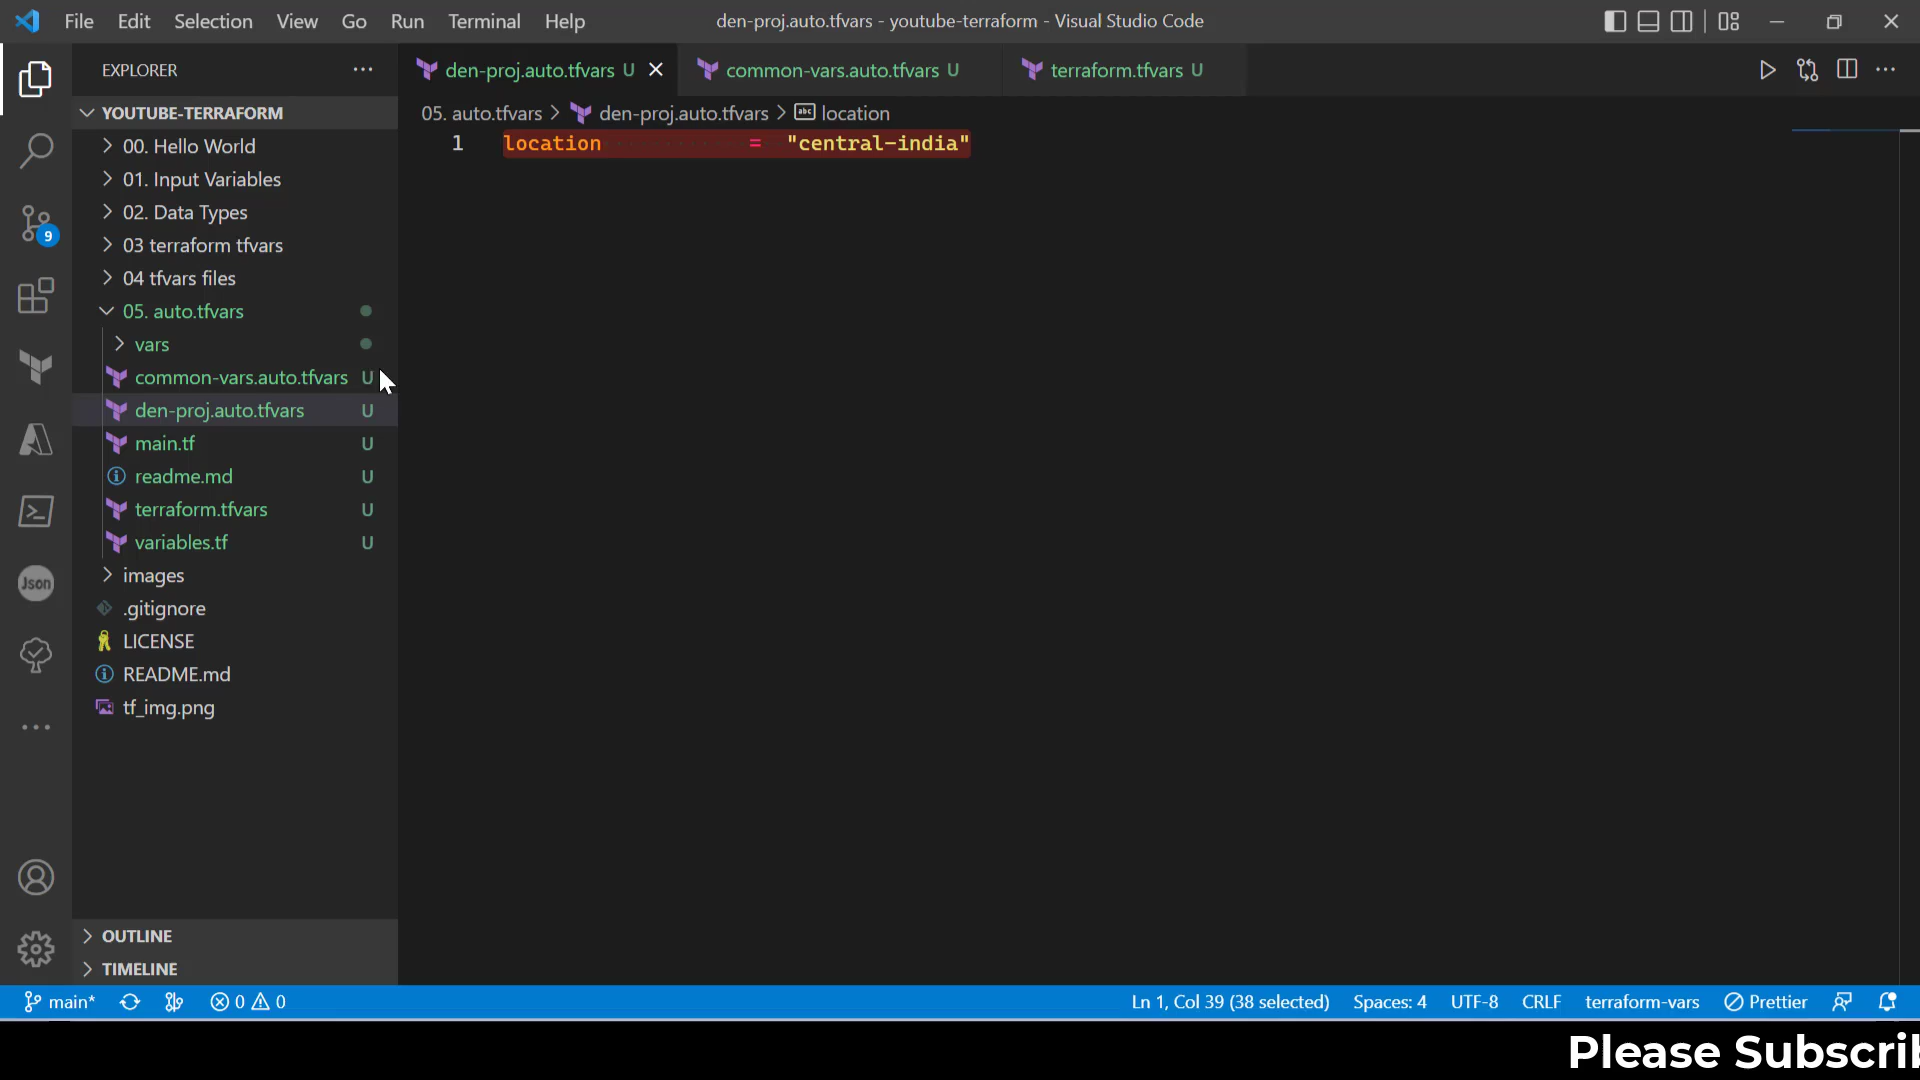 File Edit Selection View Go Run Terminal Help
den-proj.auto.tfvars - youtube-terraform - Visual Studio Code
EXPLORER
YOUTUBE-TERRAFORM
00. Hello World
01. Input Variables
02. Data Types
03 terraform tfvars
04 tfvars files
05. auto.tfvars
vars
common-vars.auto.tfvars U
den-proj.auto.tfvars U
main.tf U
readme.md U
terraform.tfvars U
variables.tf U
images
.gitignore
LICENSE
README.md
tf_img.png
OUTLINE
TIMELINE
9
Json
den-proj.auto.tfvars U
common-vars.auto.tfvars U
terraform.tfvars U
05. auto.tfvars > den-proj.auto.tfvars > abc location
1 location = "central-india"
main* 0 0
Ln 1, Col 39 (38 selected) Spaces: 4 UTF-8 CRLF terraform-vars Prettier
Please Subscrib